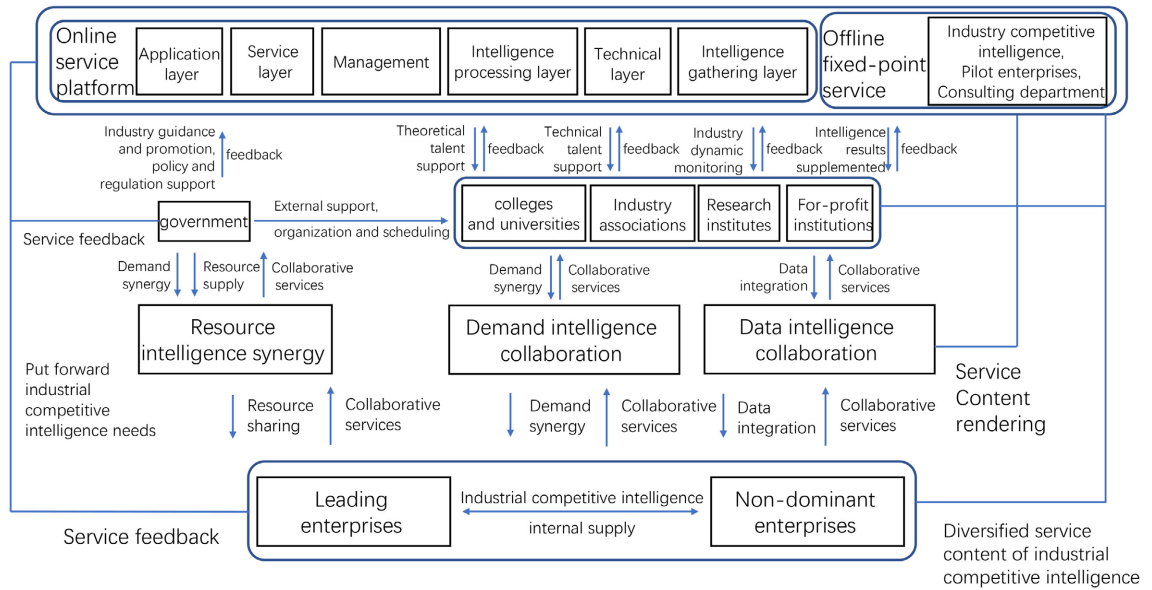 Online
service
platform
Application
layer
Service
layer
Management
Intelligence
processing layer
Technical
layer
Intelligence
gathering layer
Offline
fixed-point
service
Industry competitive
intelligence,
Pilot enterprises,
Consulting department
Industry guidance
and promotion,
policy and
regulation support
feedback
Theoretical
talent
support
feedback
Technical
talent
support
feedback
Industry
dynamic
monitoring
feedback
Intelligence
results
supplemented
feedback
government
External support,
organization and scheduling
colleges
and universities
Industry
associations
Research
institutes
For-profit
institutions
Service feedback
Demand
synergy
Resource
supply
Collaborative
services
Demand
synergy
Collaborative
services
Data
integration
Collaborative
services
Resource
intelligence synergy
Demand intelligence
collaboration
Data intelligence
collaboration
Put forward
industrial
competitive
intelligence needs
Service
Content
rendering
Resource
sharing
Collaborative
services
Demand
synergy
Collaborative
services
Data
integration
Collaborative
services
Leading
enterprises
Industrial competitive intelligence
internal supply
Non-dominant
enterprises
Service feedback
Diversified service
content of industrial
competitive intelligence